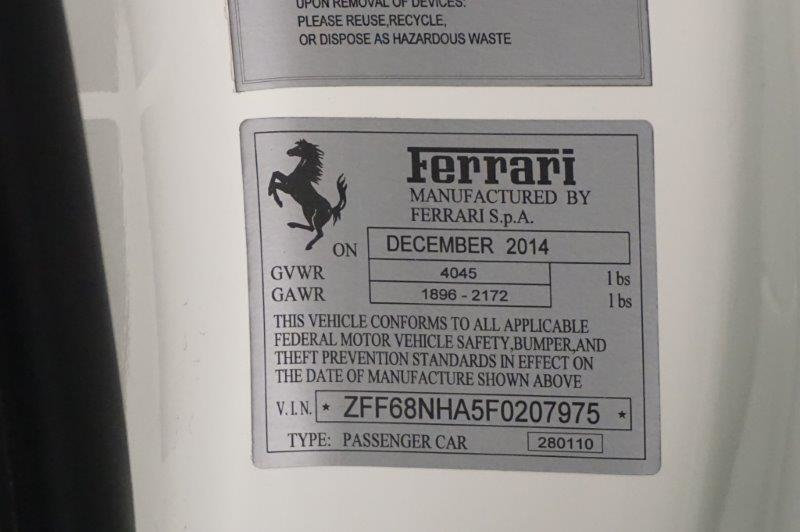 UPON REMOVAL OF DEVICES:
PLEASE REUSE,RECYCLE,
OR DISPOSE AS HAZARDOUS WASTE
Ferrari
MANUFACTURED BY
FERRARI S.p.A.
ON DECEMBER 2014
GVWR 4045 lbs
GAWR 1896 - 2172 lbs
THIS VEHICLE CONFORMS TO ALL APPLICABLE
FEDERAL MOTOR VEHICLE SAFETY,BUMPER,AND
THEFT PREVENTION STANDARDS IN EFFECT ON
THE DATE OF MANUFACTURE SHOWN ABOVE
V.I.N. * ZFF68NHA5F0207975 *
TYPE: PASSENGER CAR 280110